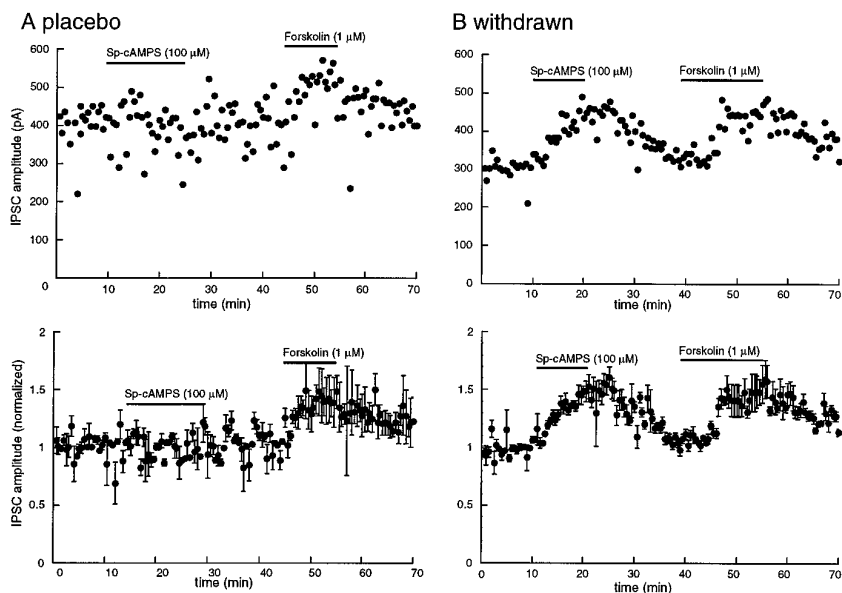 A placebo
B withdrawn
IPSC amplitude (pA)
600
500
400
300
200
100
0
Sp-cAMPS (100 µM)
Forskolin (1 µM)
10 20 30 40 50 60 70
time (min)
600
500
400
300
200
100
0
Sp-cAMPS (100 µM)
Forskolin (1 µM)
10 20 30 40 50 60 70
time (min)
IPSC amplitude (normalized)
2
1.5
1
0.5
0
Sp-cAMPS (100 µM)
Forskolin (1 µM)
0 10 20 30 40 50 60 70
time (min)
2
1.5
1
0.5
0
Sp-cAMPS (100 µM)
Forskolin (1 µM)
0 10 20 30 40 50 60 70
time (min)